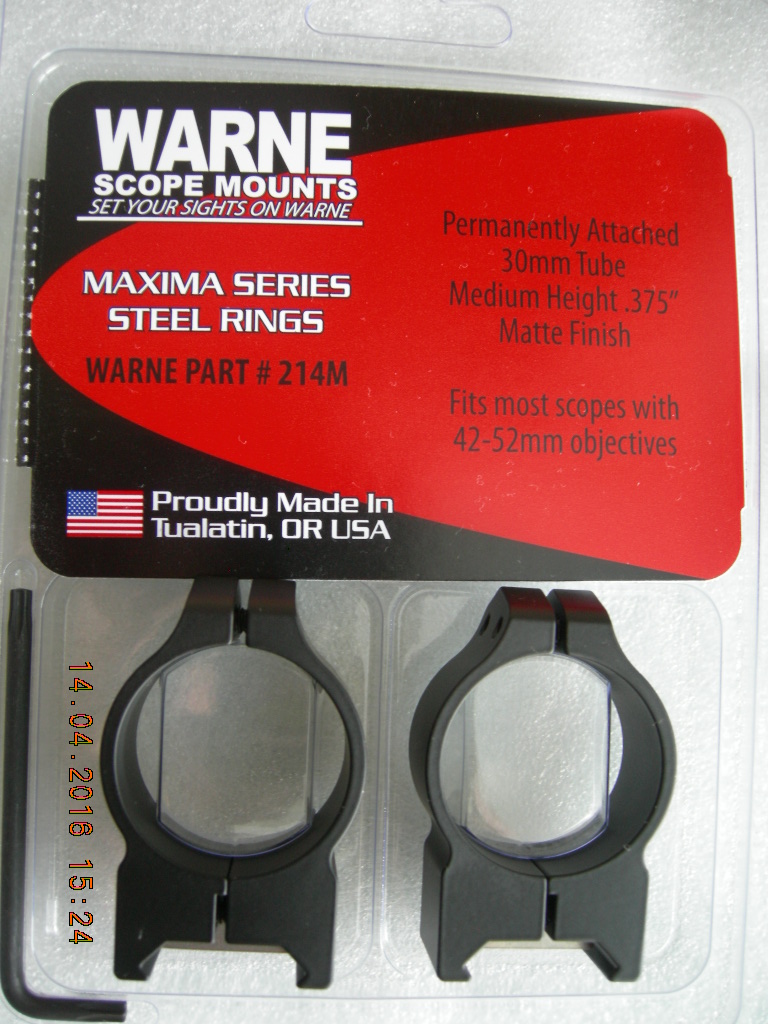 WARNE
SCOPE MOUNTS
SET YOUR SIGHTS ON WARNE
MAXIMA SERIES
STEEL RINGS
WARNE PART # 214M
Permanently Attached
30mm Tube
Medium Height .375"
Matte Finish
Fits most scopes with
42-52mm objectives
Proudly Made In
Tualatin, OR USA
14.04.2016 15:24